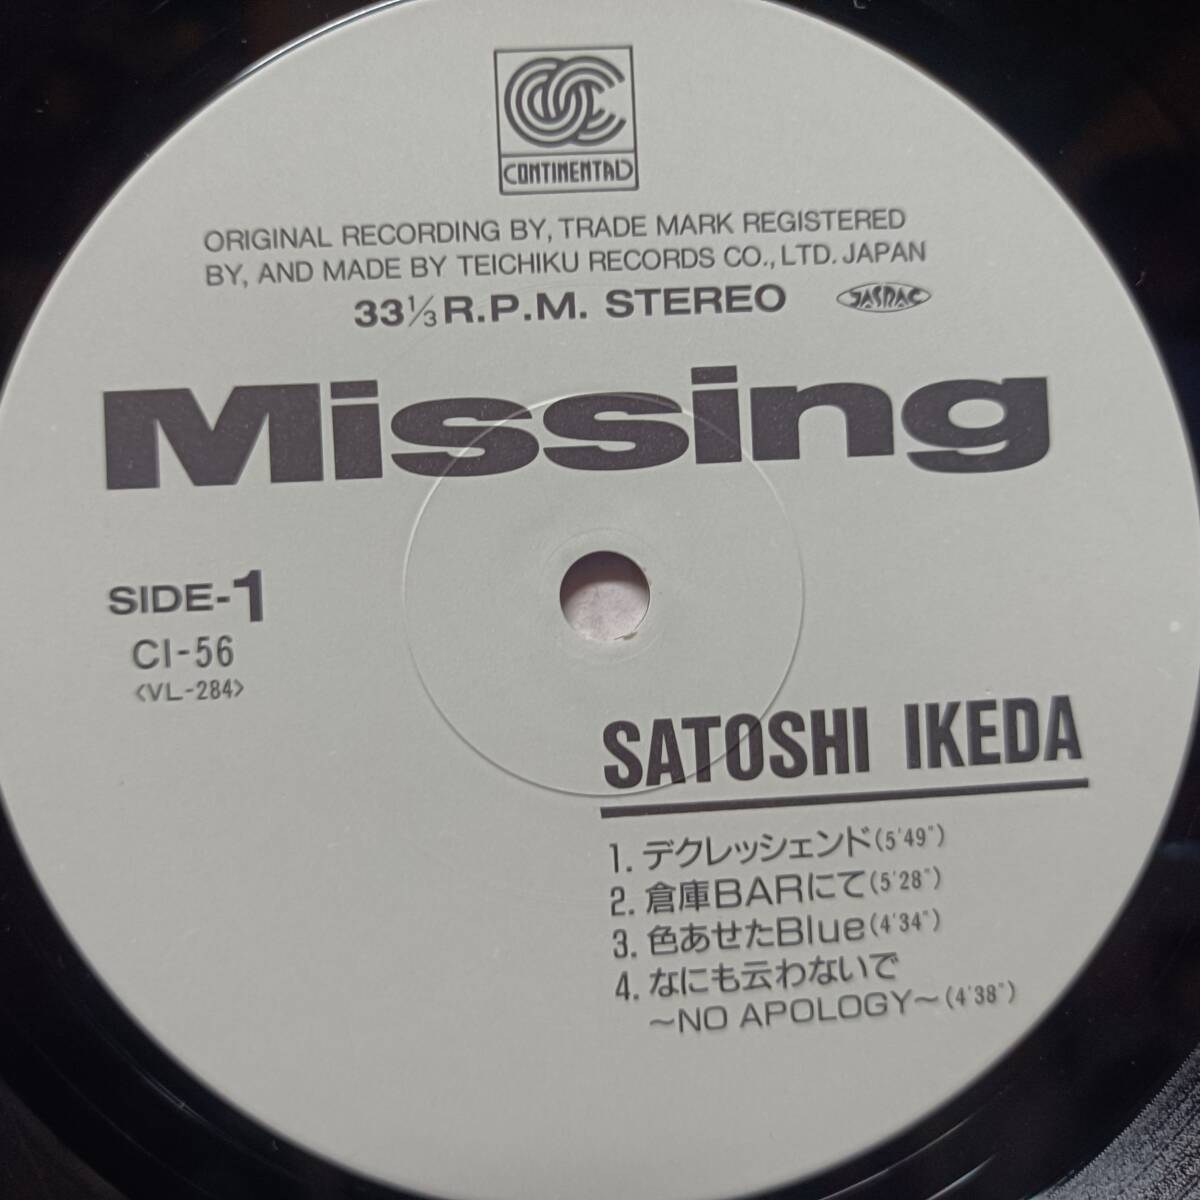 CONTINENTAL
ORIGINAL RECORDING BY, TRADE MARK REGISTERED
BY, AND MADE BY TEICHIKU RECORDS CO., LTD. JAPAN
33⅓ R.P.M. STEREO JASRAC
Missing
SIDE-1
CI-56
<VL-284>
SATOSHI IKEDA
1. デクレッシェンド(5'49")
2. 倉庫BARにて(5'28")
3. 色あせたBlue(4'34")
4. なにも云わないで
～NO APOLOGY～(4'38")